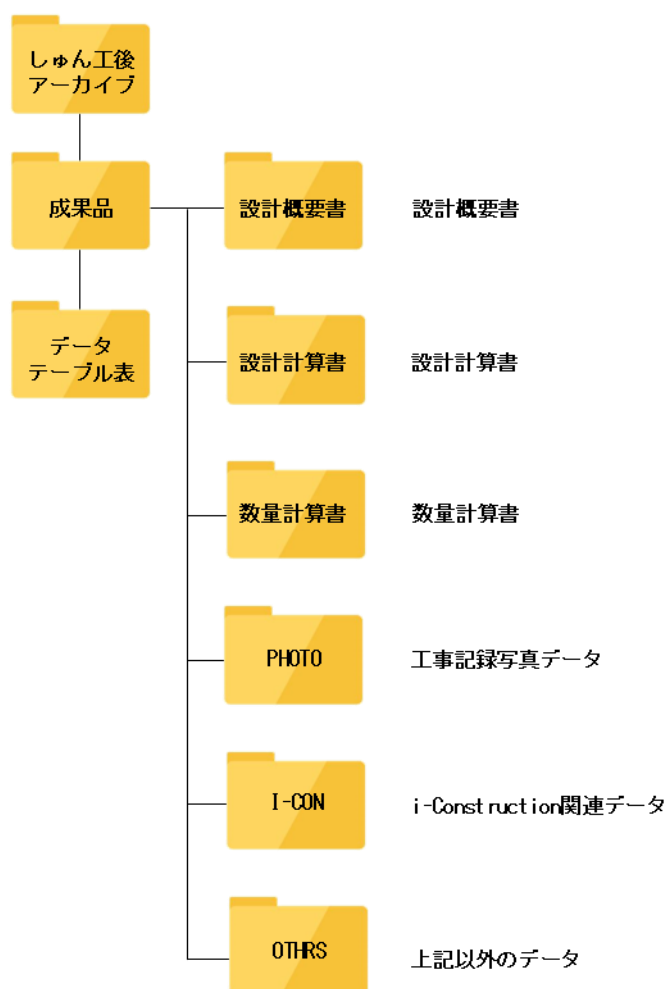 しゅん工後
アーカイブ
成果品
設計概要書
設計概要書
データ
テーブル表
設計計算書
設計計算書
数量計算書
数量計算書
PHOTO
工事記録写真データ
I-CON
i-Construction関連データ
OTHRS
上記以外のデータ